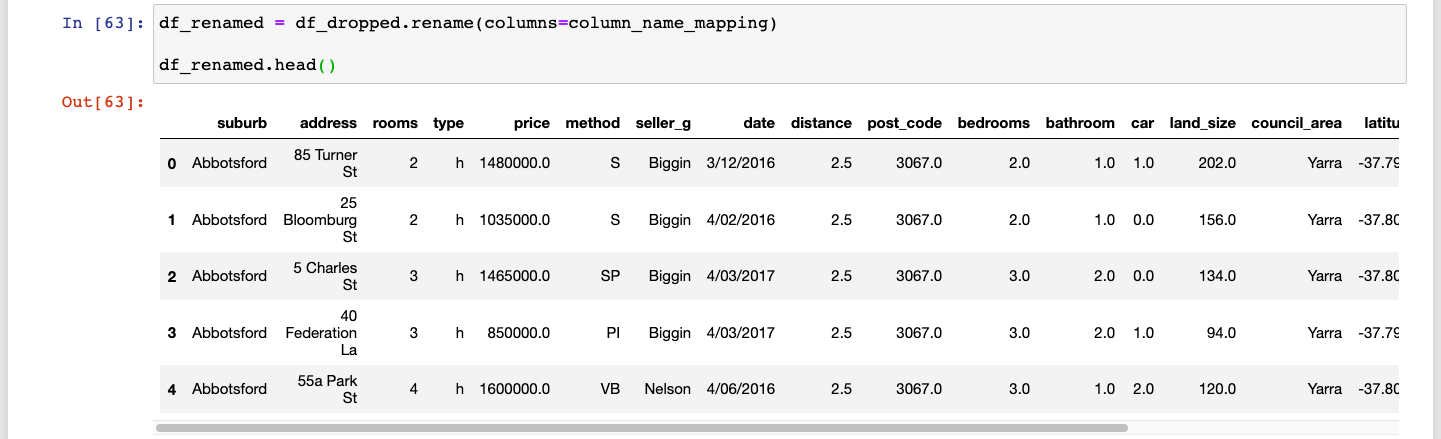 In [63]: df_renamed = df_dropped.rename(columns=column_name_mapping)
df_renamed.head()
Out[63]:
suburb address rooms type price method seller_g date distance post_code bedrooms bathroom car land_size council_area latitu
0 Abbotsford 85 Turner St 2 h 1480000.0 S Biggin 3/12/2016 2.5 3067.0 2.0 1.0 1.0 202.0 Yarra -37.79
1 Abbotsford 25 Bloomburg St 2 h 1035000.0 S Biggin 4/02/2016 2.5 3067.0 2.0 1.0 0.0 156.0 Yarra -37.80
2 Abbotsford 5 Charles St 3 h 1465000.0 SP Biggin 4/03/2017 2.5 3067.0 3.0 2.0 0.0 134.0 Yarra -37.80
3 Abbotsford 40 Federation La 3 h 850000.0 PI Biggin 4/03/2017 2.5 3067.0 3.0 2.0 1.0 94.0 Yarra -37.79
4 Abbotsford 55a Park St 4 h 1600000.0 VB Nelson 4/06/2016 2.5 3067.0 3.0 1.0 2.0 120.0 Yarra -37.80